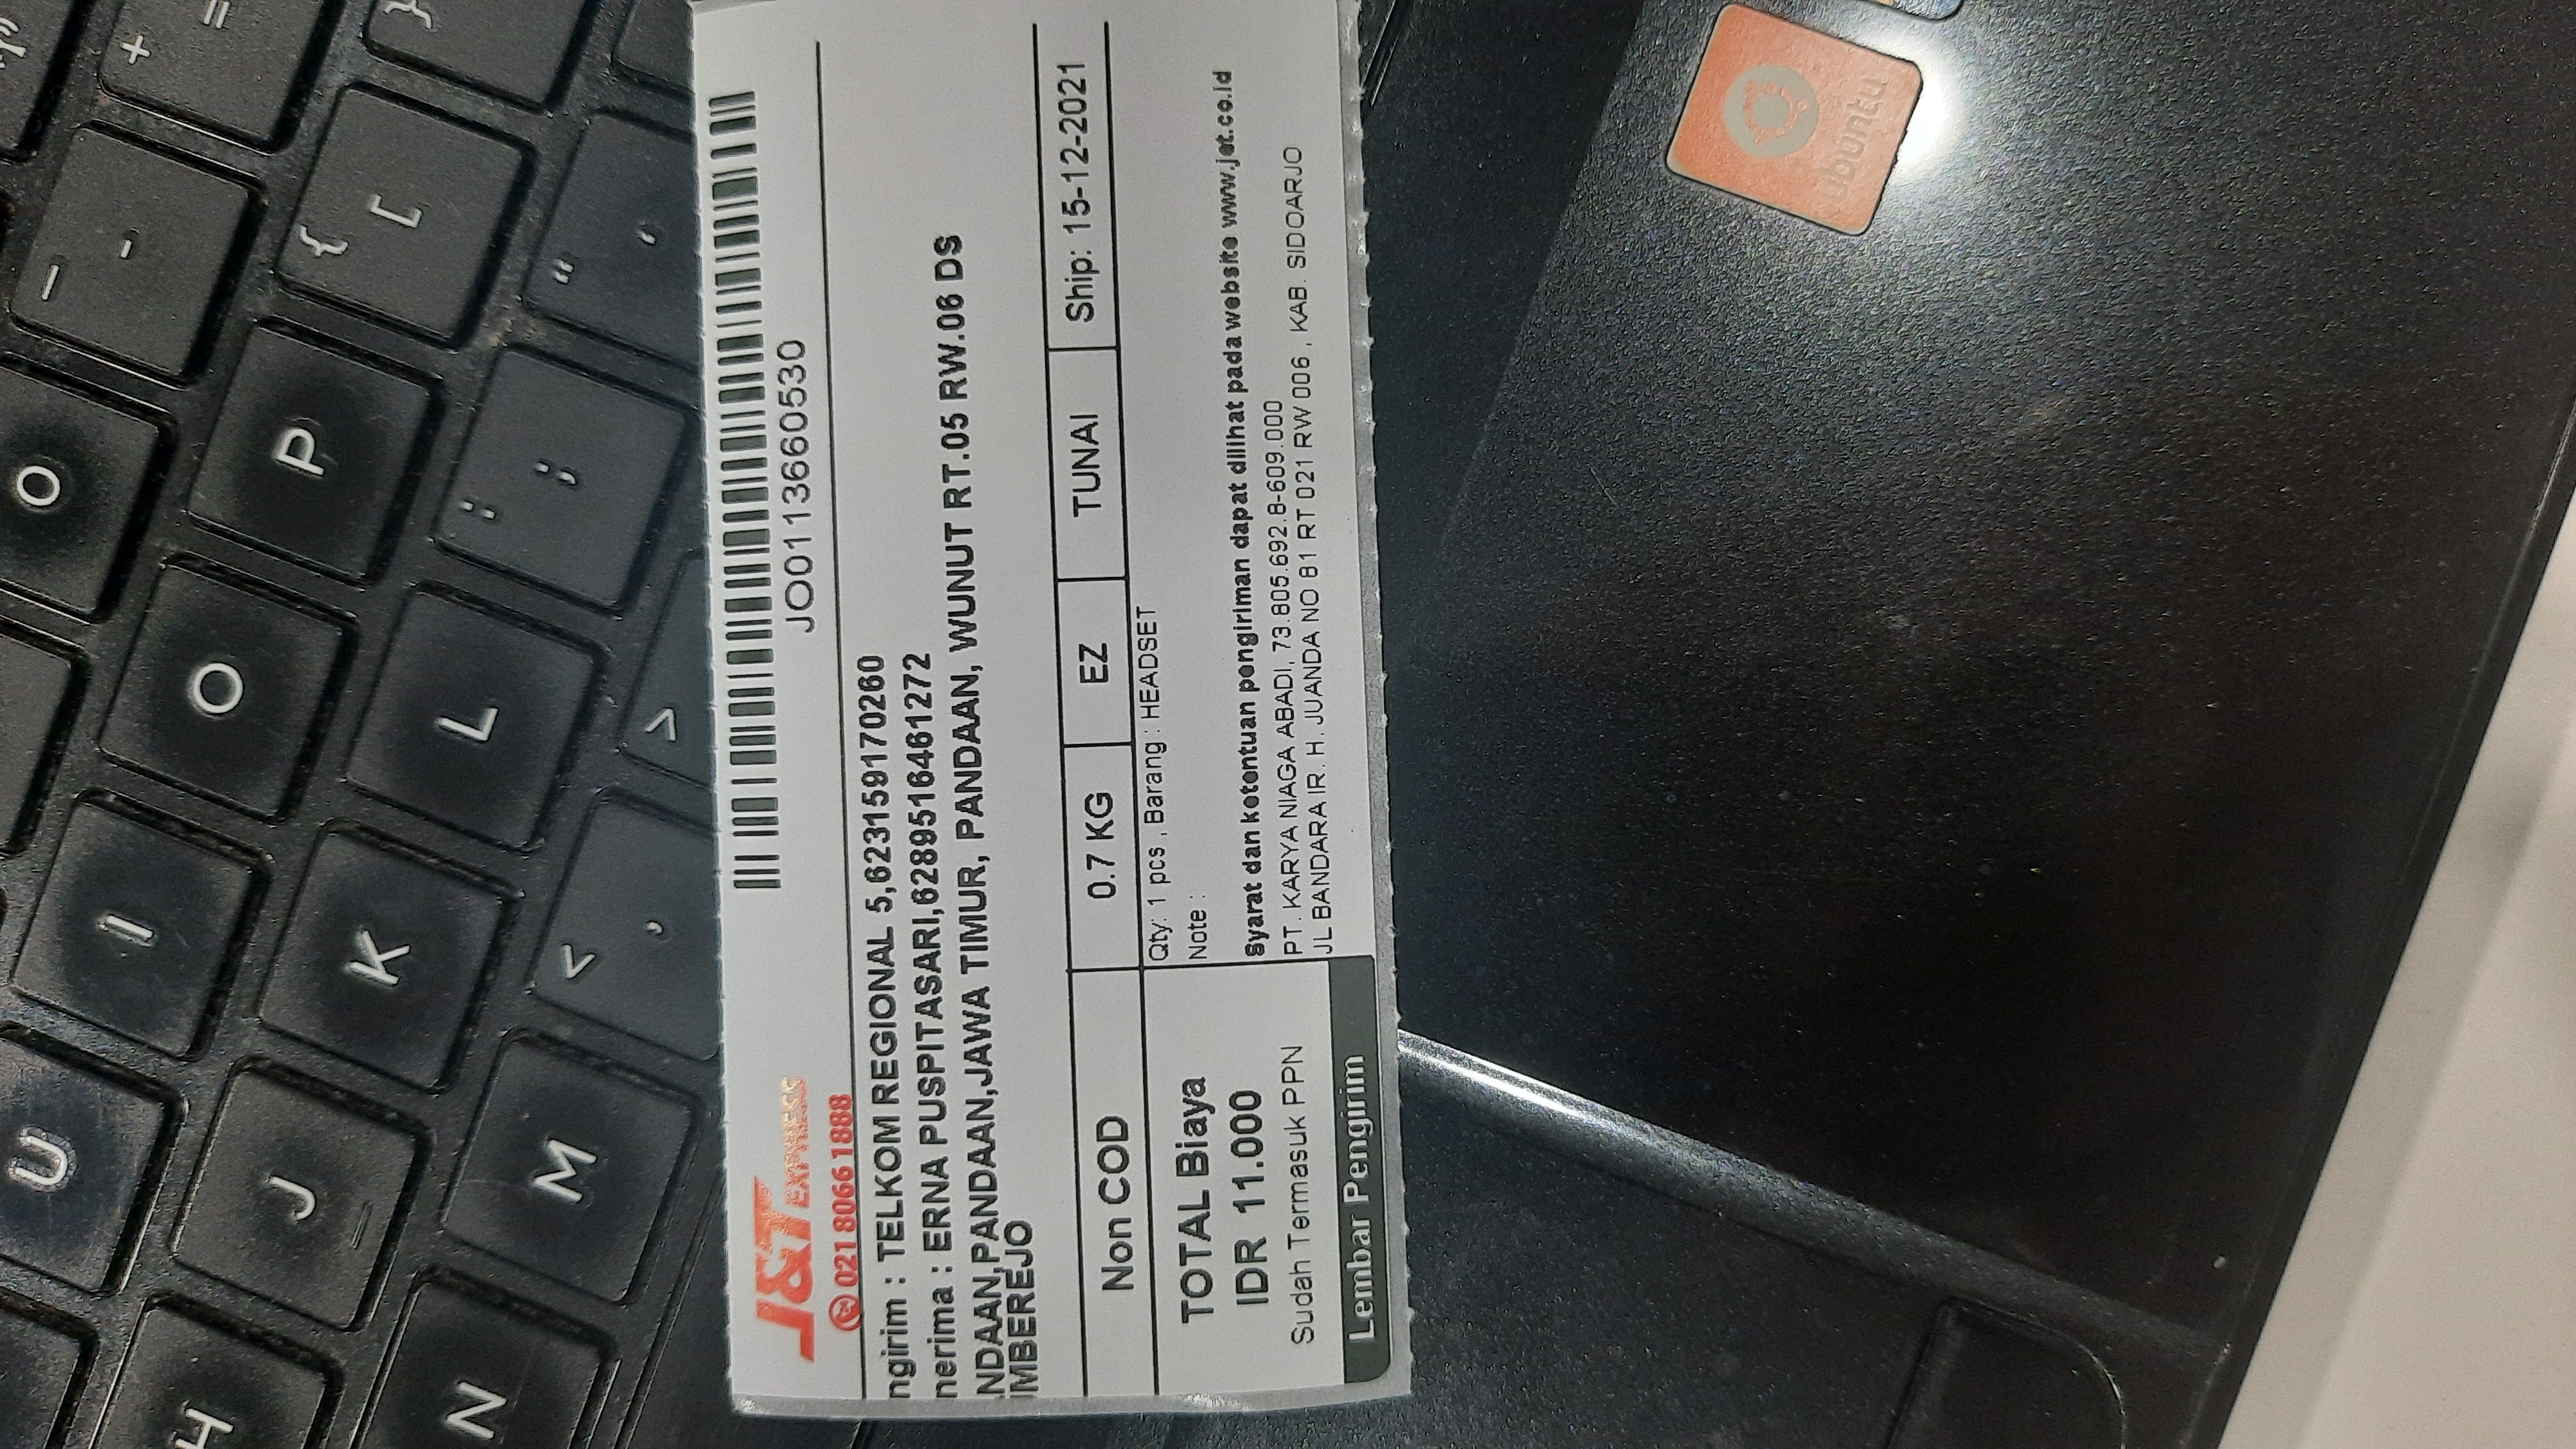 U
I
O
O
-
+
=
H
J
K
L
P
{
[
}
N
M
<
,
>
:
;
"
'
J&T EXPRESS
021 8066 1888
JO0113660530
ngirim : TELKOM REGIONAL 5,623159170260
nerima : ERNA PUSPITASARI,6289516461272
NDAAN,PANDAAN,JAWA TIMUR, PANDAAN, WUNUT RT.05 RW.06 DS
MBEREJO
Non COD 0.7 KG EZ TUNAI Ship: 15-12-2021
TOTAL Biaya
IDR 11.000
Sudah Termasuk PPN
Lembar Pengirim
Qty: 1 pcs , Barang : HEADSET
Note :
Syarat dan ketentuan pengiriman dapat dilihat pada website www.jet.co.id
PT. KARYA NIAGA ABADI, 73.805.692.8-609.000
JL BANDARA IR. H. JUANDA NO 81 RT 021 RW 006 , KAB. SIDOARJO
ubuntu